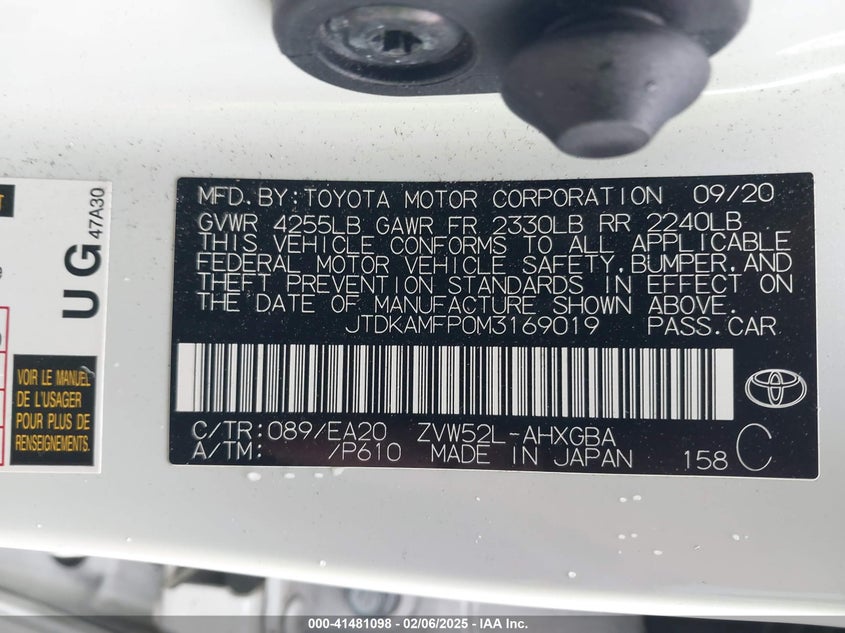 MFD.BY:TOYOTA MOTOR CORPORATION 09/20
GVWR 4255LB GAWR FR 2330LB RR 2240LB
THIS VEHICLE CONFORMS TO ALL APPLICABLE
FEDERAL MOTOR VEHICLE SAFETY,BUMPER,AND
THEFT PREVENTION STANDARDS IN EFFECT ON
THE DATE OF MANUFACTURE SHOWN ABOVE.
JTDKAMFP0M3169019 PASS.CAR
C/TR:089/EA20 ZVW52L-AHXGBA
A/TM: /P610 MADE IN JAPAN 158 C
UG 47A30
VOIR LE MANUEL
DE L'USAGER
POUR PLUS DE
RENSEIGNEMENTS.
000-41481098 - 02/06/2025 - IAA Inc.